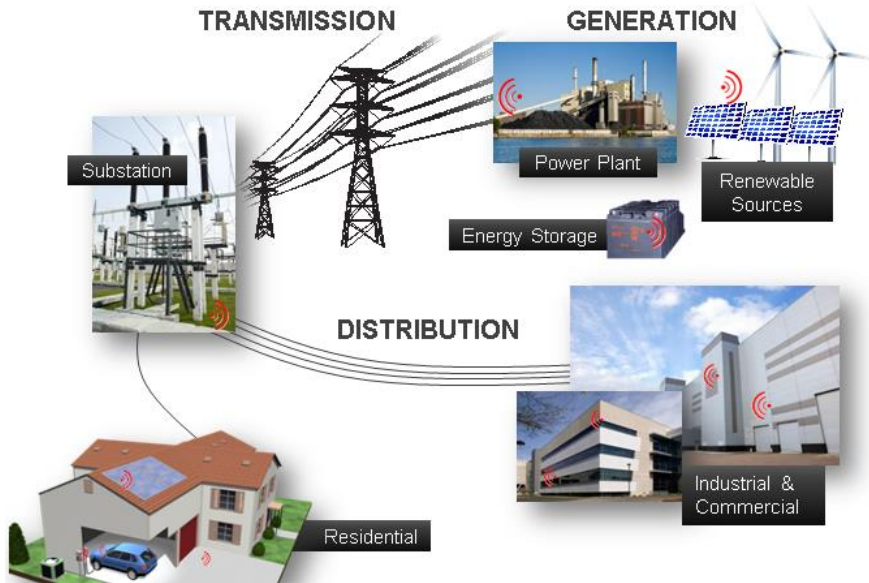 TRANSMISSION
GENERATION
Substation
Power Plant
Renewable
Sources
Energy Storage
DISTRIBUTION
Industrial &
Commercial
Residential